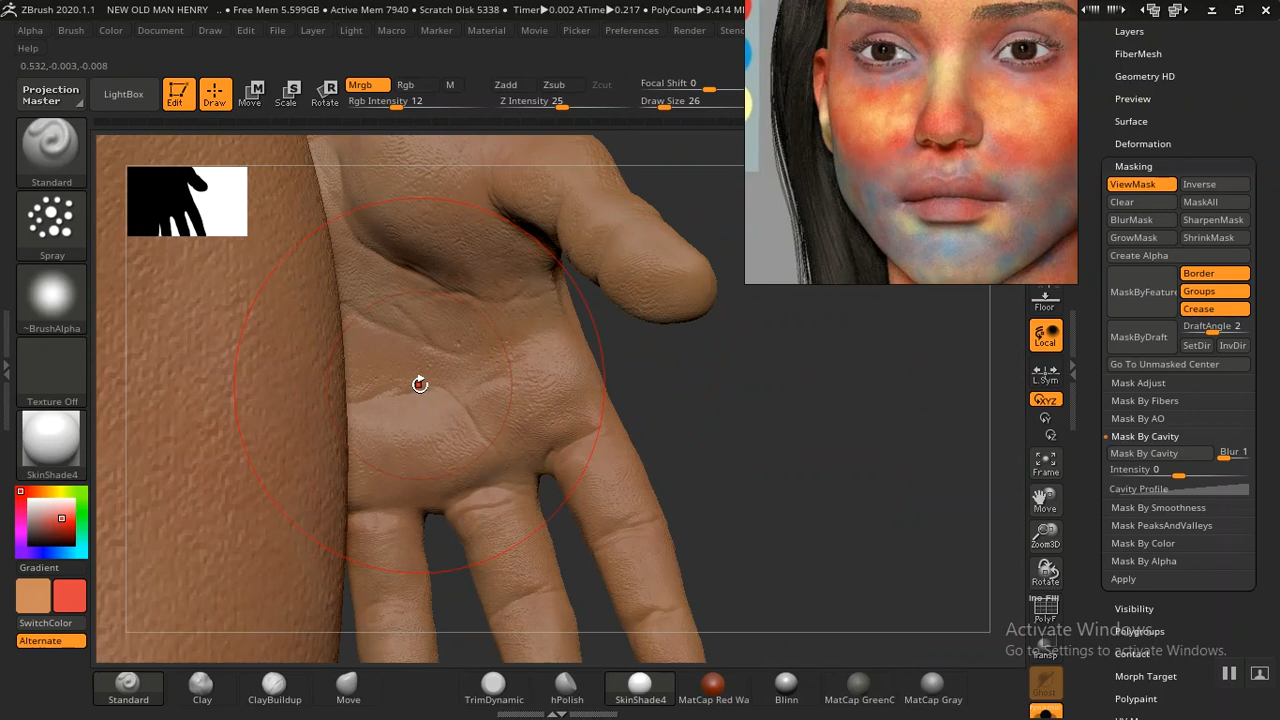 ZBrush 2020.1.1 NEW OLD MAN HENRY .. ● Free Mem 5.599GB ● Active Mem 7940 ● Scratch Disk 5338 ● Timer▶0.002 ATime▶0.217 ● PolyCount▶9.414 M
Alpha Brush Color Document Draw Edit File Layer Light Macro Marker Material Movie Picker Preferences Render Stenc
Help
0.532,-0.003,-0.008
Projection Master
LightBox
Edit
Draw
Move
Scale
Rotate
Mrgb
Rgb
M
Rgb Intensity 12
Zadd
Zsub
Zcut
Z Intensity 25
Focal Shift 0
Draw Size 26
Standard
Spray
~BrushAlpha
Texture Off
SkinShade4
Gradient
SwitchColor
Alternate
Floor
Local
L.Sym
XYZ
Y
Z
Frame
Move
Zoom3D
Rotate
PolyF
Transp
Ghost
Layers
FiberMesh
Geometry HD
Preview
Surface
Deformation
Masking
ViewMask Inverse
Clear MaskAll
BlurMask SharpenMask
GrowMask ShrinkMask
Create Alpha
MaskByFeature
Border
Groups
Crease
MaskByDraft
DraftAngle 2
SetDir InvDir
Go To Unmasked Center
Mask Adjust
Mask By Fibers
Mask By AO
Mask By Cavity
Mask By Cavity Blur 1
Intensity 0
Cavity Profile
Mask By Smoothness
Mask PeaksAndValleys
Mask By Color
Mask By Alpha
Apply
Visibility
Polygroups
Contact
Morph Target
Polypaint
Activate Windows
Go to Settings to activate Windows.
Standard
Clay
ClayBuildup
Move
TrimDynamic
hPolish
SkinShade4
MatCap Red Wa
Blinn
MatCap GreenC
MatCap Gray